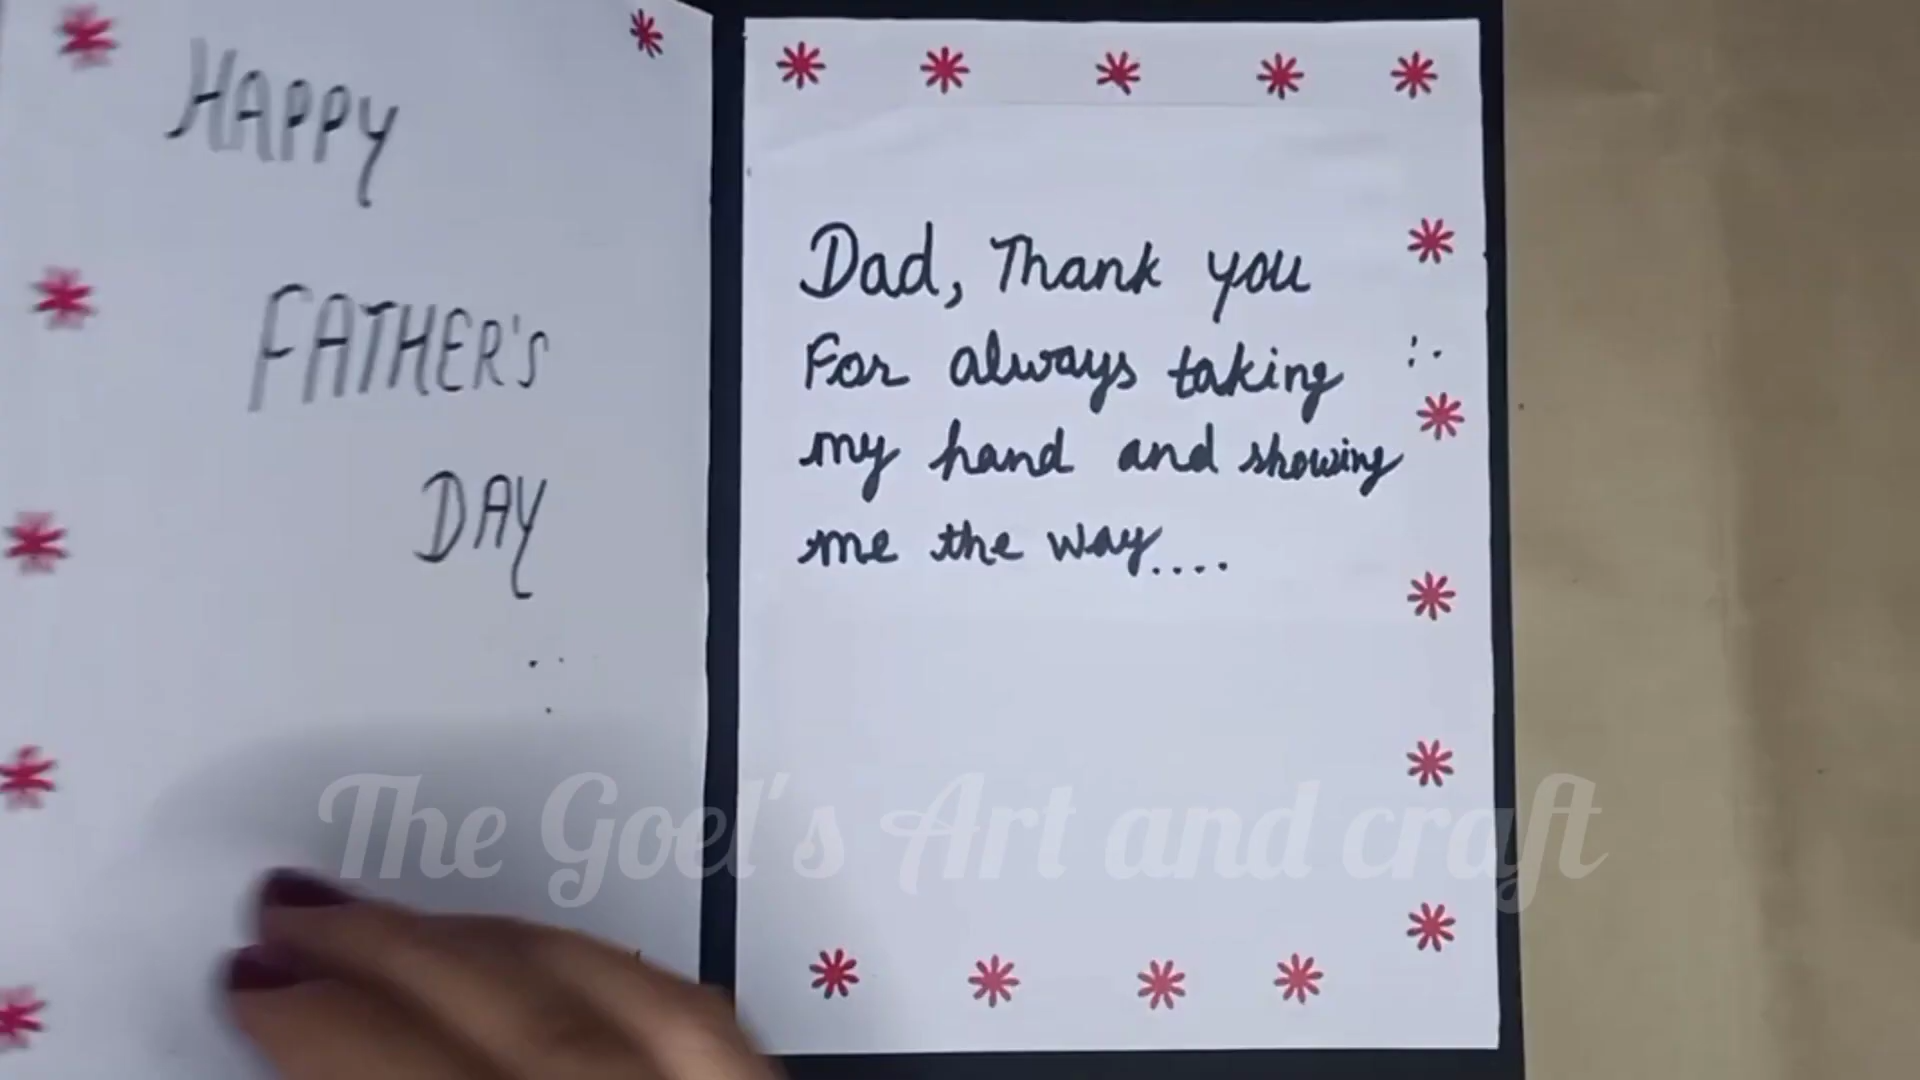 HAPPY
FATHER'S
DAY
Dad, Thank you
For always taking
my hand and showing
me the way....
The Goel's Art and craft